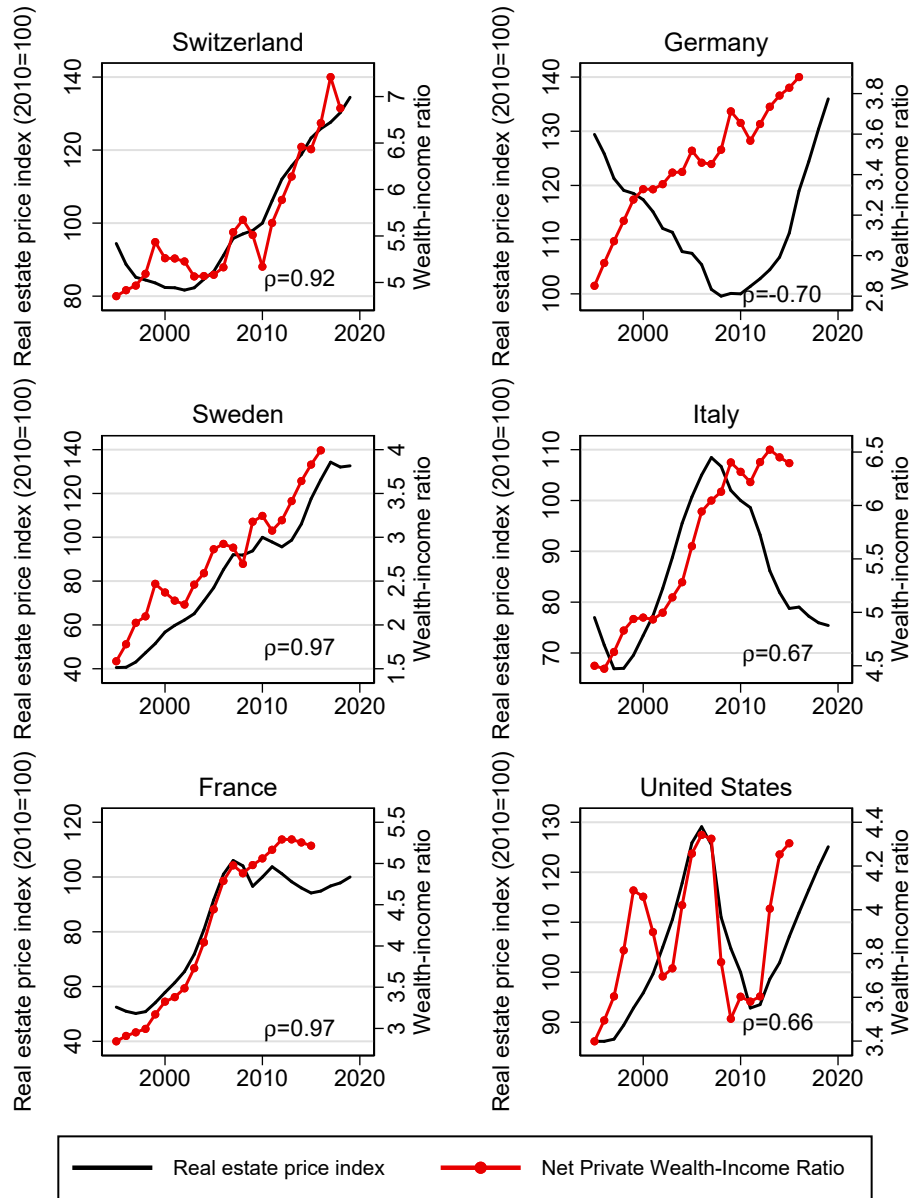 Switzerland
Real estate price index (2010=100)
140
120
100
80
7
6.5
6
5.5
5
Wealth-income ratio
ρ=0.92
2000 2010 2020
Germany
Real estate price index (2010=100)
140
130
120
110
100
3.8
3.6
3.4
3.2
3
2.8
Wealth-income ratio
ρ=-0.70
2000 2010 2020
Sweden
Real estate price index (2010=100)
140
120
100
80
60
40
4
3.5
3
2.5
2
1.5
Wealth-income ratio
ρ=0.97
2000 2010 2020
Italy
Real estate price index (2010=100)
110
100
90
80
70
6.5
6
5.5
5
4.5
Wealth-income ratio
ρ=0.67
2000 2010 2020
France
Real estate price index (2010=100)
120
100
80
60
40
5.5
5
4.5
4
3.5
3
Wealth-income ratio
ρ=0.97
2000 2010 2020
United States
Real estate price index (2010=100)
130
120
110
100
90
4.4
4.2
4
3.8
3.6
3.4
Wealth-income ratio
ρ=0.66
2000 2010 2020
Real estate price index Net Private Wealth-Income Ratio